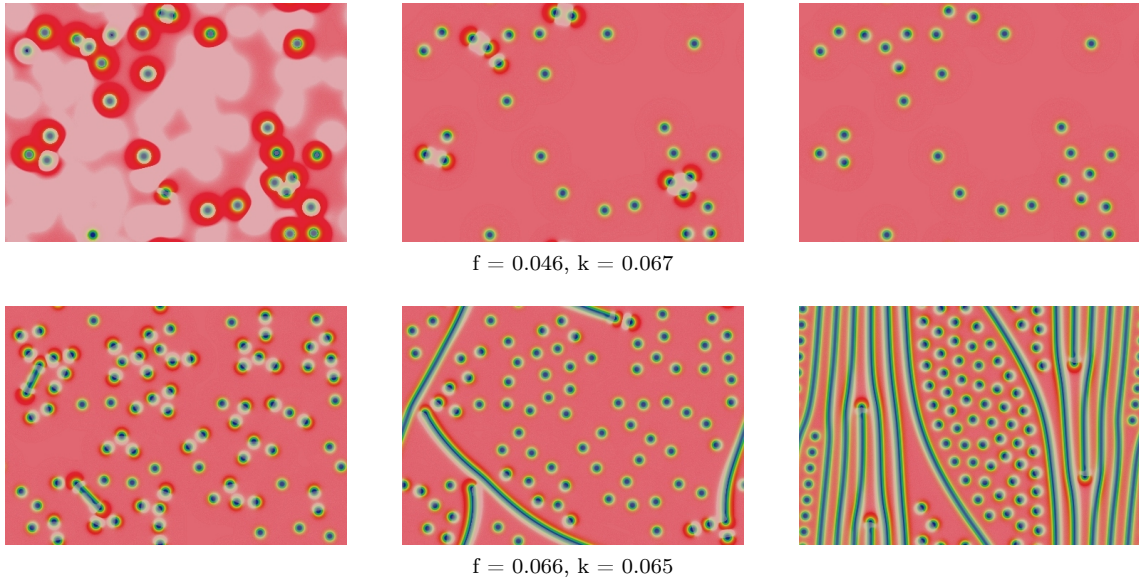 f = 0.046, k = 0.067
f = 0.066, k = 0.065